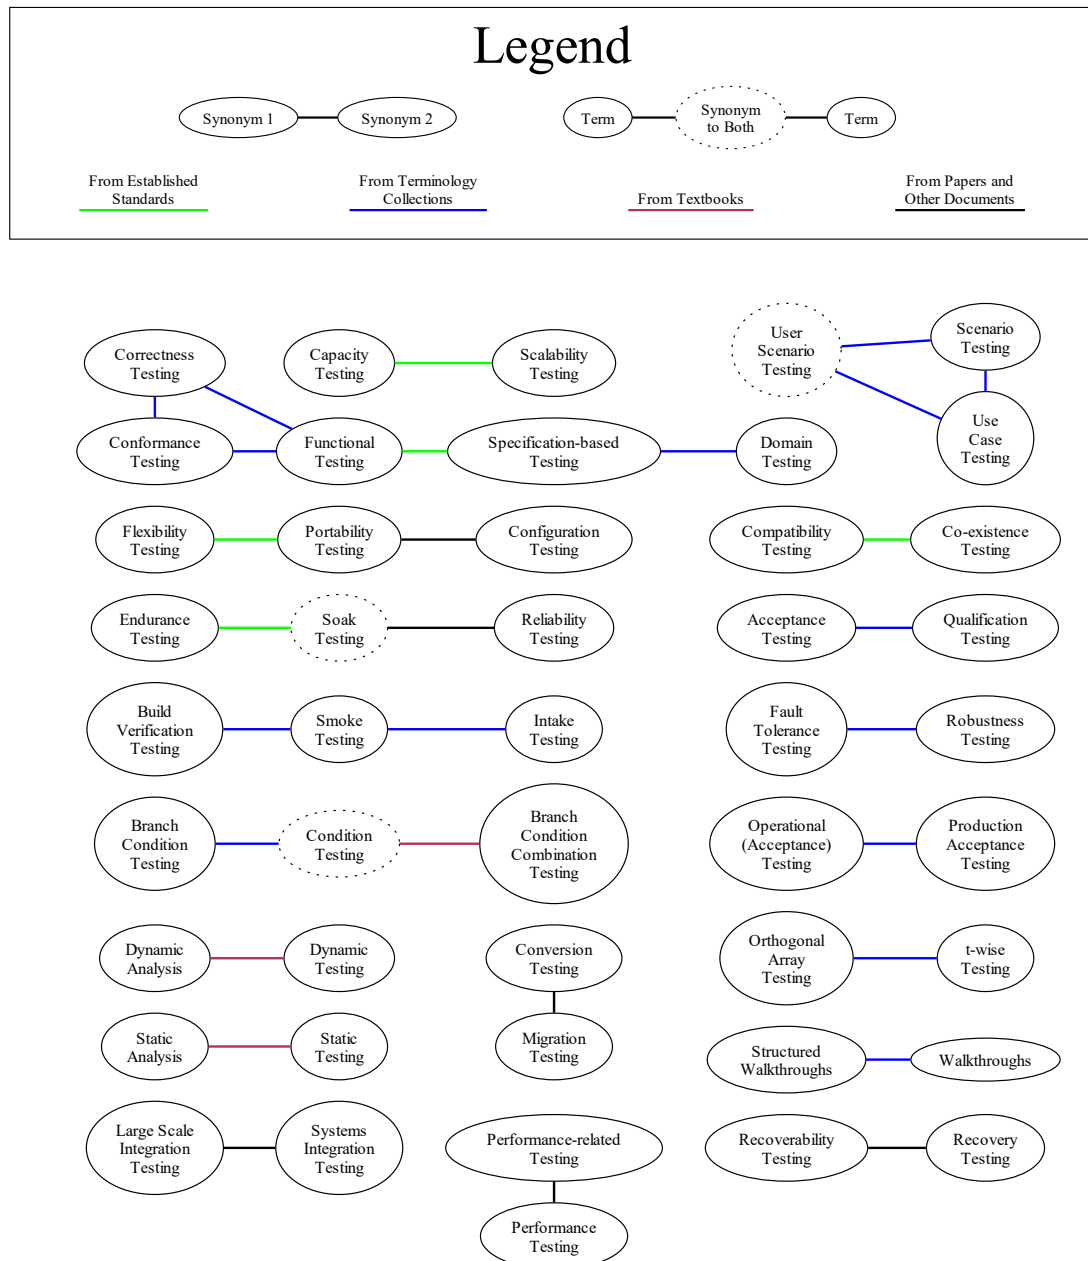 Legend
Synonym 1
Synonym 2
Term
Synonym
to Both
Term
From Established
Standards
From Terminology
Collections
From Textbooks
From Papers and
Other Documents
Correctness
Testing
Capacity
Testing
Scalability
Testing
User
Scenario
Testing
Scenario
Testing
Conformance
Testing
Functional
Testing
Specification-based
Testing
Domain
Testing
Use
Case
Testing
Flexibility
Testing
Portability
Testing
Configuration
Testing
Compatibility
Testing
Co-existence
Testing
Endurance
Testing
Soak
Testing
Reliability
Testing
Acceptance
Testing
Qualification
Testing
Build
Verification
Testing
Smoke
Testing
Intake
Testing
Fault
Tolerance
Testing
Robustness
Testing
Branch
Condition
Testing
Condition
Testing
Branch
Condition
Combination
Testing
Operational
(Acceptance)
Testing
Production
Acceptance
Testing
Dynamic
Analysis
Dynamic
Testing
Conversion
Testing
Orthogonal
Array
Testing
t-wise
Testing
Static
Analysis
Static
Testing
Migration
Testing
Structured
Walkthroughs
Walkthroughs
Large Scale
Integration
Testing
Systems
Integration
Testing
Performance-related
Testing
Recoverability
Testing
Recovery
Testing
Performance
Testing